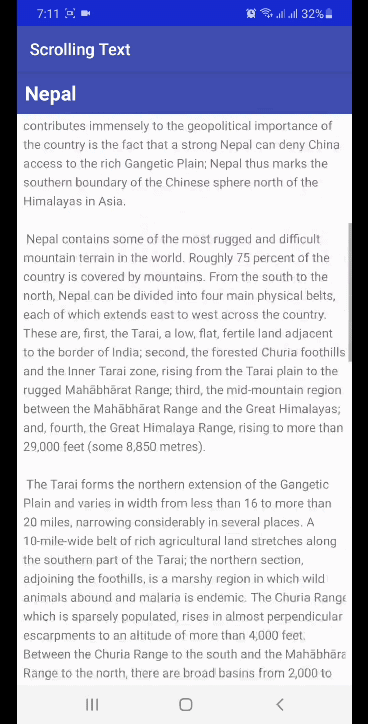 7:11 32%
Scrolling Text
Nepal
contributes immensely to the geopolitical importance of
the country is the fact that a strong Nepal can deny China
access to the rich Gangetic Plain; Nepal thus marks the
southern boundary of the Chinese sphere north of the
Himalayas in Asia.
Nepal contains some of the most rugged and difficult
mountain terrain in the world. Roughly 75 percent of the
country is covered by mountains. From the south to the
north, Nepal can be divided into four main physical belts,
each of which extends east to west across the country.
These are, first, the Tarai, a low, flat, fertile land adjacent
to the border of India; second, the forested Churia foothills
and the Inner Tarai zone, rising from the Tarai plain to the
rugged Mahābhārat Range; third, the mid-mountain region
between the Mahābhārat Range and the Great Himalayas;
and, fourth, the Great Himalaya Range, rising to more than
29,000 feet (some 8,850 metres).
The Tarai forms the northern extension of the Gangetic
Plain and varies in width from less than 16 to more than
20 miles, narrowing considerably in several places. A
10-mile-wide belt of rich agricultural land stretches along
the southern part of the Tarai; the northern section,
adjoining the foothills, is a marshy region in which wild
animals abound and malaria is endemic. The Churia Range
which is sparsely populated, rises in almost perpendicular
escarpments to an altitude of more than 4,000 feet.
Between the Churia Range to the south and the Mahābhāra
Range to the north, there are broad basins from 2,000 to